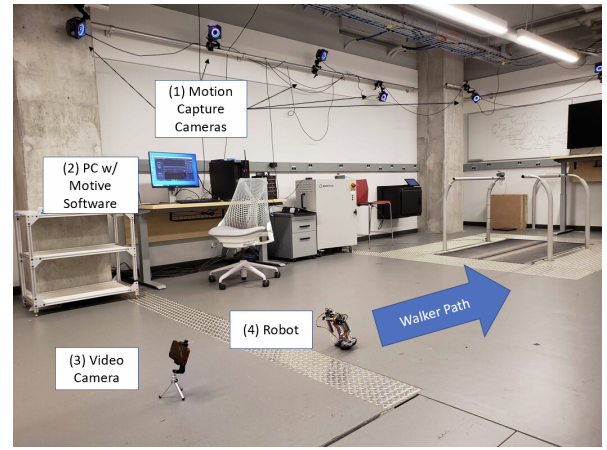 (1) Motion
Capture
Cameras
(2) PC w/
Motive
Software
(4) Robot
Walker Path
(3) Video
Camera